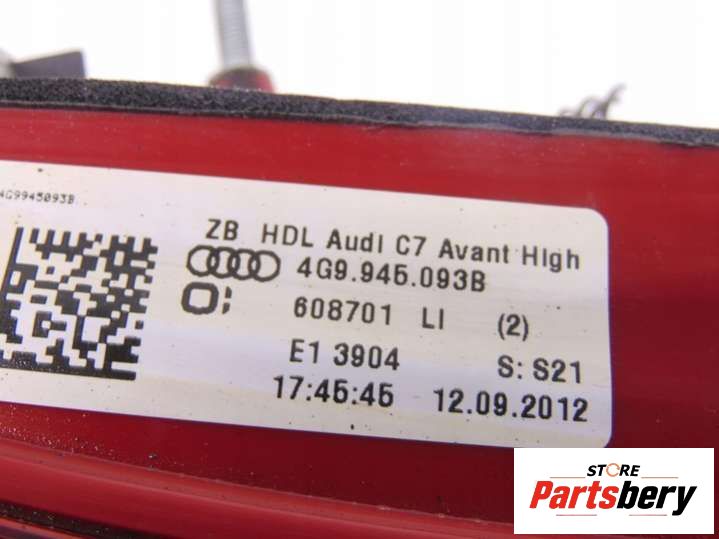 4G9945093B
ZB HDL Audi C7 Avant High
4G9.945.093B
608701 LI (2)
E1 3904 S: S21
17:45:45 12.09.2012
STORE
Partsbery